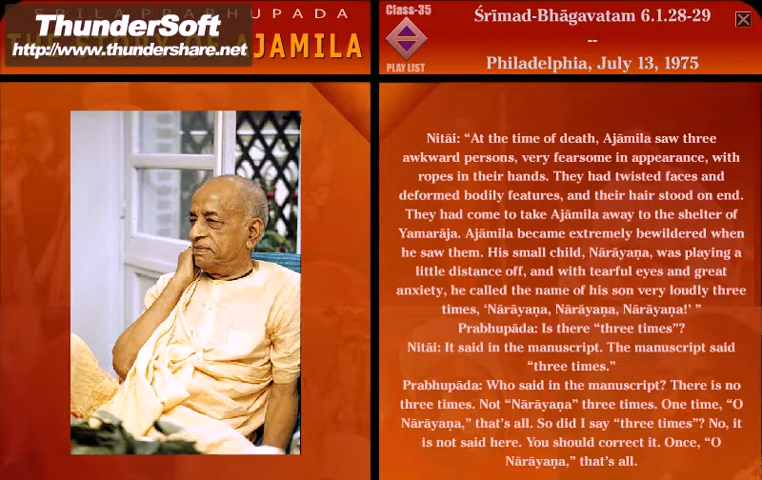 SRILA PRABHUPADA
ThunderSoft
http://www.thundershare.net
AJAMILA
Class-35
PLAY LIST
Śrīmad-Bhāgavatam 6.1.28-29
--
Philadelphia, July 13, 1975
Nitāi: “At the time of death, Ajāmila saw three
awkward persons, very fearsome in appearance, with
ropes in their hands. They had twisted faces and
deformed bodily features, and their hair stood on end.
They had come to take Ajāmila away to the shelter of
Yamarāja. Ajāmila became extremely bewildered when
he saw them. His small child, Nārāyaṇa, was playing a
little distance off, and with tearful eyes and great
anxiety, he called the name of his son very loudly three
times, ‘Nārāyaṇa, Nārāyaṇa, Nārāyaṇa!’ ”
Prabhupāda: Is there “three times”?
Nitāi: It said in the manuscript. The manuscript said
“three times.”
Prabhupāda: Who said in the manuscript? There is no
three times. Not “Nārāyaṇa” three times. One time, “O
Nārāyaṇa,” that’s all. So did I say “three times”? No, it
is not said here. You should correct it. Once, “O
Nārāyaṇa,” that’s all.